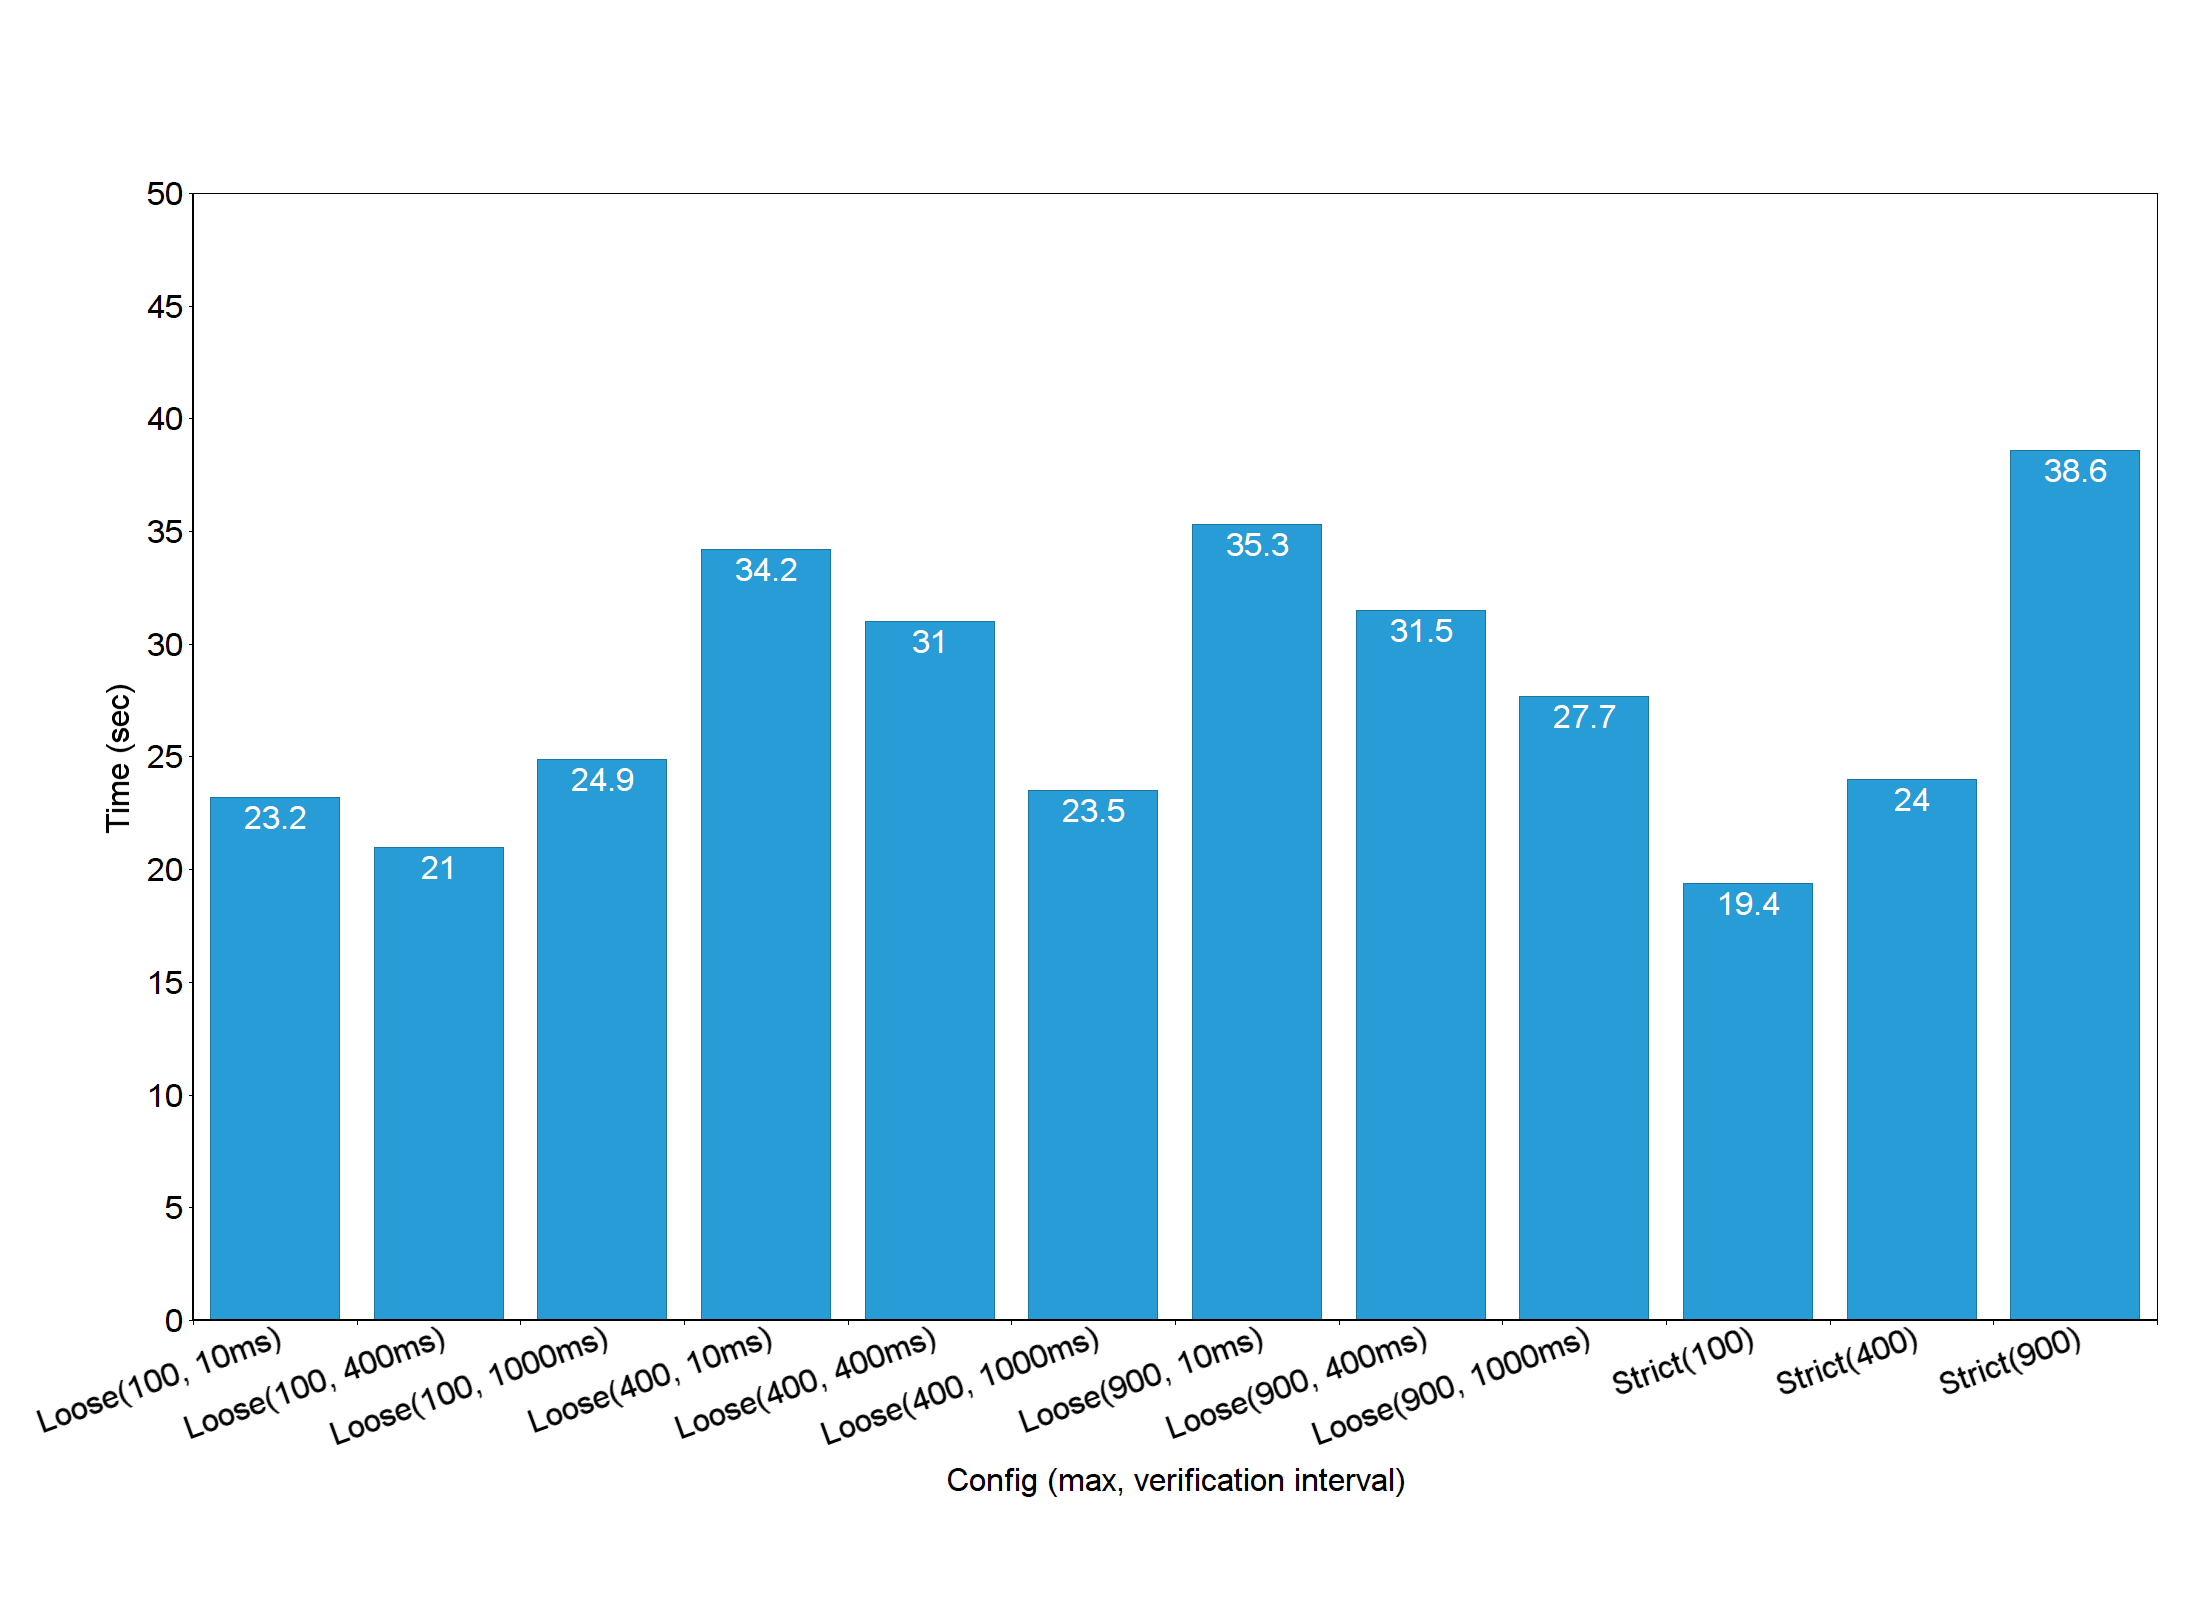 50
45
40
35
30
25
20
15
10
5
0
Time (sec)
23.2
21
24.9
34.2
31
23.5
35.3
31.5
27.7
19.4
24
38.6
Loose(100, 10ms)
Loose(100, 400ms)
Loose(100, 1000ms)
Loose(400, 10ms)
Loose(400, 400ms)
Loose(400, 1000ms)
Loose(900, 10ms)
Loose(900, 400ms)
Loose(900, 1000ms)
Strict(100)
Strict(400)
Strict(900)
Config (max, verification interval)